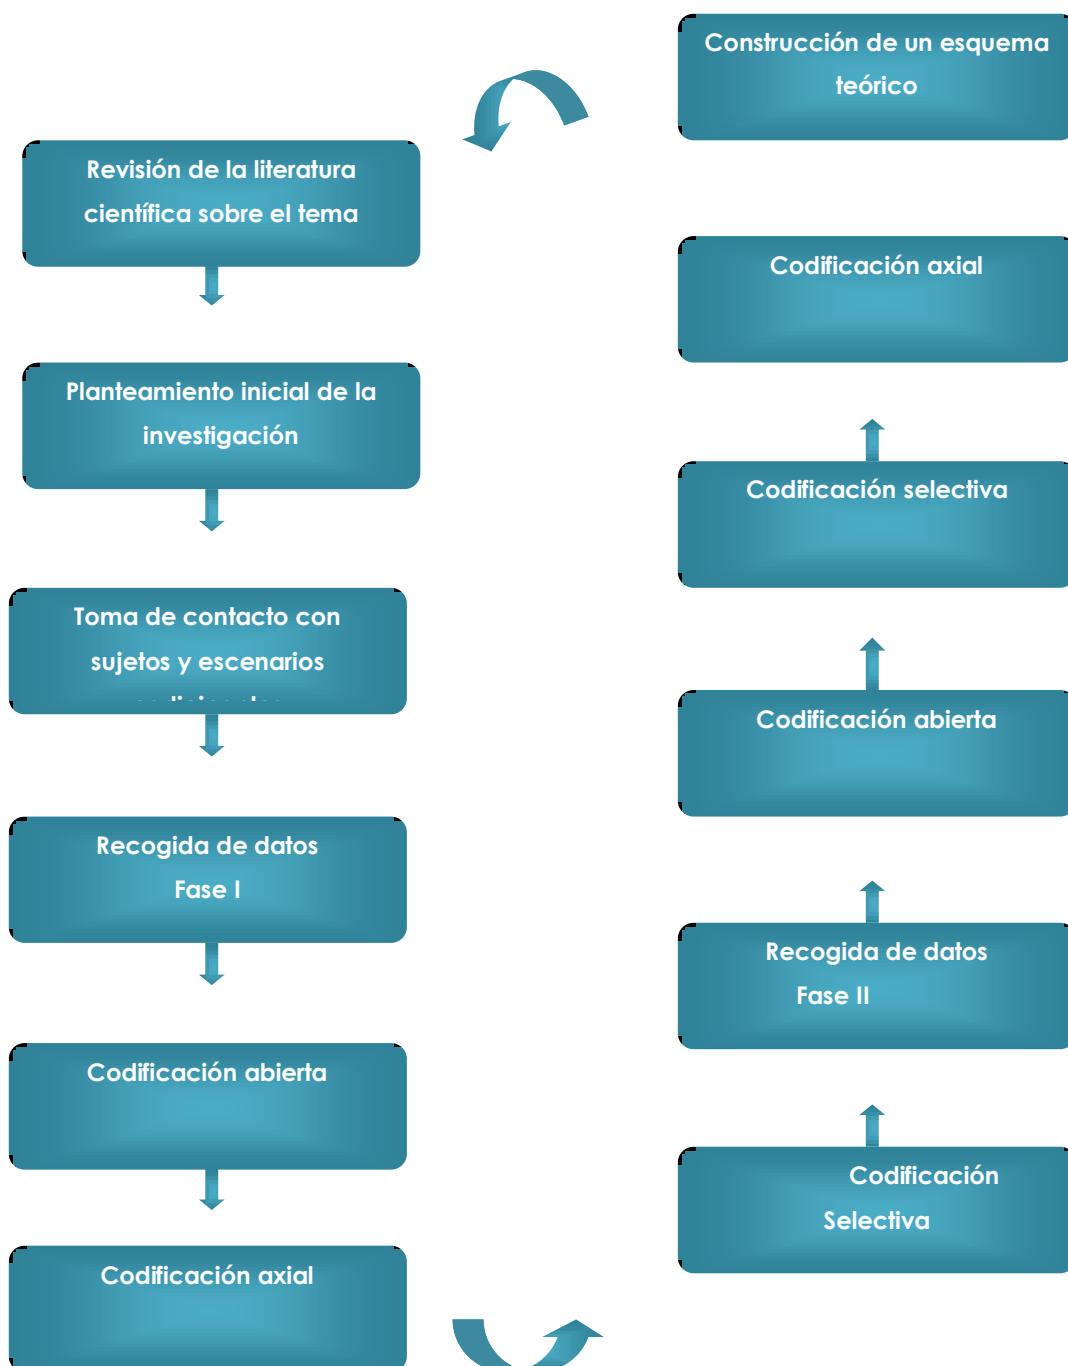 Revisión de la literatura
científica sobre el tema
Planteamiento inicial de la
investigación
Toma de contacto con
sujetos y escenarios
Recogida de datos
Fase I
Codificación abierta
Codificación axial
Construcción de un esquema
teórico
Codificación axial
Codificación selectiva
Codificación abierta
Recogida de datos
Fase II
Codificación
Selectiva